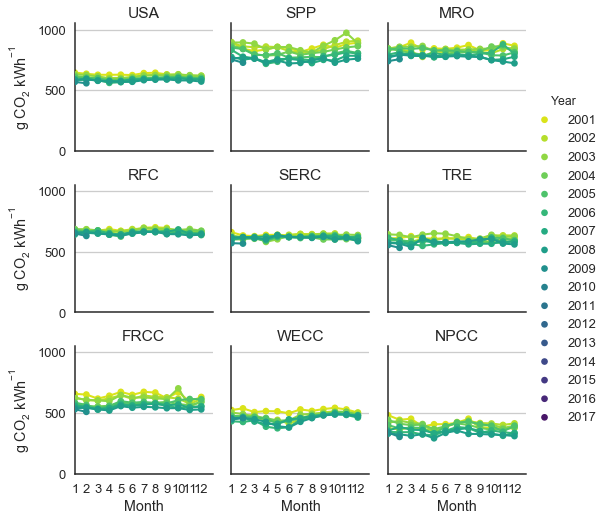 USA SPP MRO
1000
500
0
g CO₂ kWh⁻¹
RFC SERC TRE
1000
500
0
g CO₂ kWh⁻¹
FRCC WECC NPCC
1000
500
0
g CO₂ kWh⁻¹
1 2 3 4 5 6 7 8 9 10 11 12 1 2 3 4 5 6 7 8 9 10 11 12 1 2 3 4 5 6 7 8 9 10 11 12
Month Month Month
Year
2001
2002
2003
2004
2005
2006
2007
2008
2009
2010
2011
2012
2013
2014
2015
2016
2017